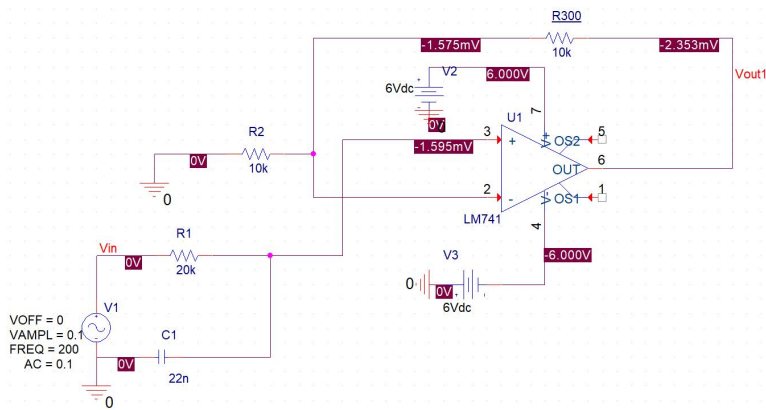 R300
-1.575mV
10k
-2.353mV
V2
6.000V
Vout1
6Vdc
0V
U1
7
V+
5
OS2
R2
3
+
-1.595mV
0V
10k
OUT
6
0
2
-
1
OS1
V-
LM741
4
R1
Vin
0V
20k
V3
-6.000V
0
0V
6Vdc
V1
VOFF = 0
VAMPL = 0.1
FREQ = 200
AC = 0.1
C1
0V
22n
0